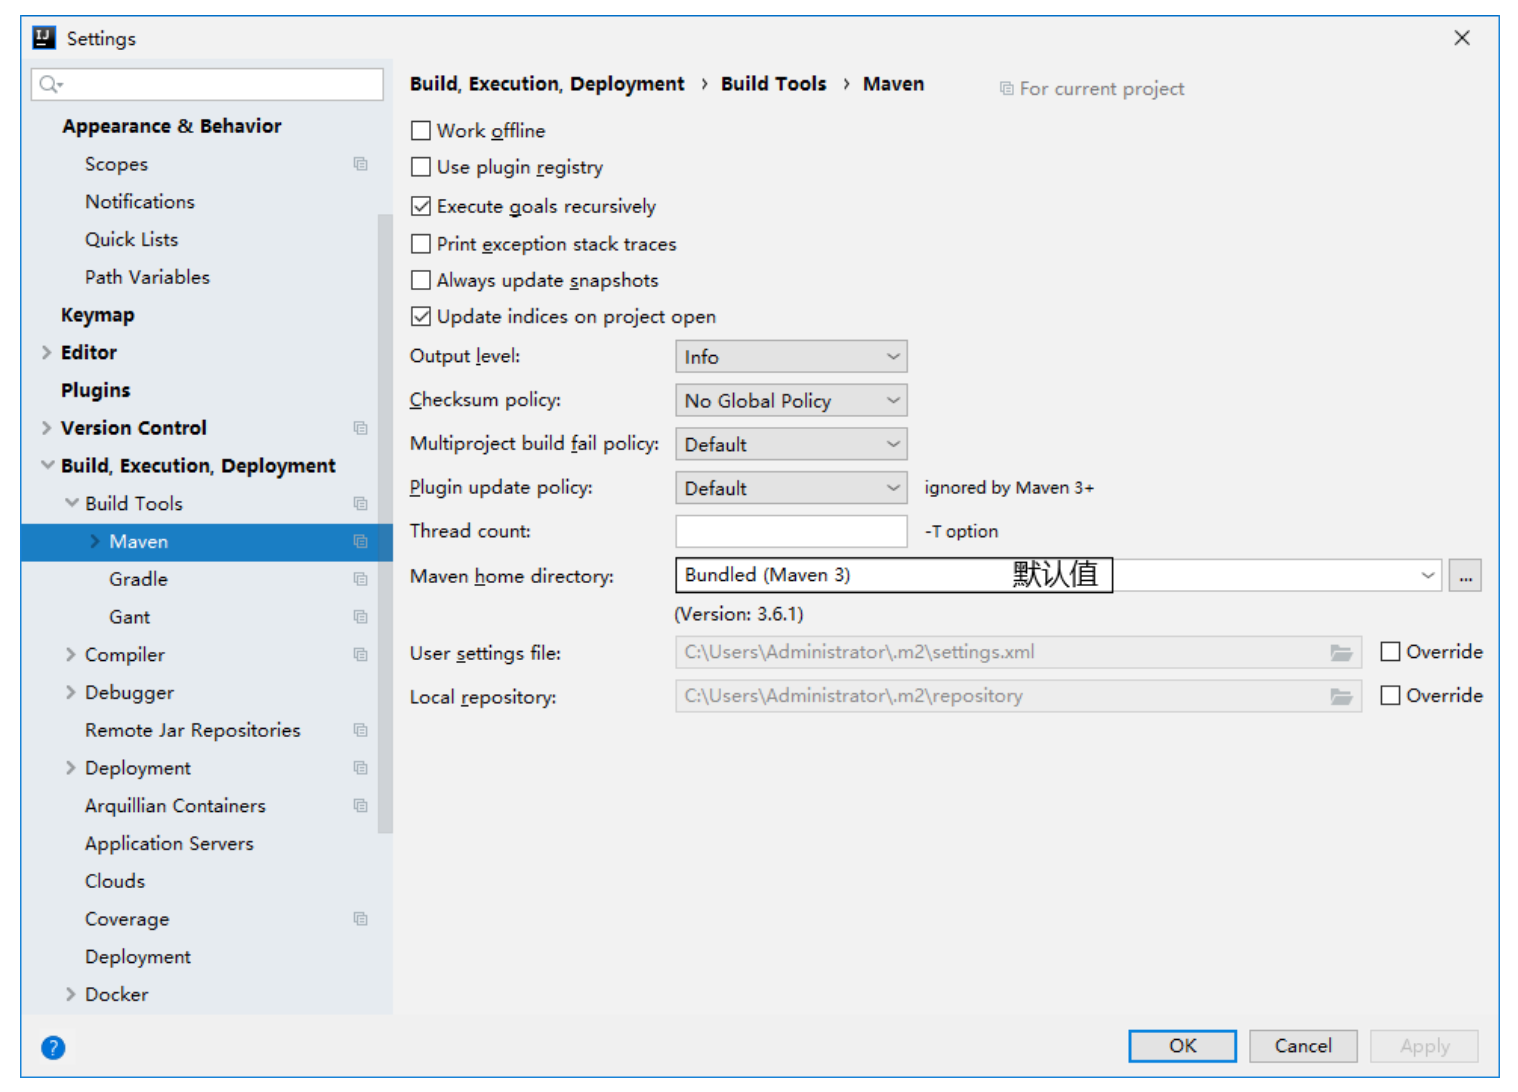 Settings
Appearance & Behavior
Scopes
Notifications
Quick Lists
Path Variables
Keymap
Editor
Plugins
Version Control
Build, Execution, Deployment
Build Tools
Maven
Gradle
Gant
Compiler
Debugger
Remote Jar Repositories
Deployment
Arquillian Containers
Application Servers
Clouds
Coverage
Deployment
Docker
Build, Execution, Deployment › Build Tools › Maven
For current project
Work offline
Use plugin registry
Execute goals recursively
Print exception stack traces
Always update snapshots
Update indices on project open
Output level: Info
Checksum policy: No Global Policy
Multiproject build fail policy: Default
Plugin update policy: Default ignored by Maven 3+
Thread count: -T option
Maven home directory: Bundled (Maven 3) 默认值 ...
(Version: 3.6.1)
User settings file: C:\Users\Administrator\.m2\settings.xml Override
Local repository: C:\Users\Administrator\.m2\repository Override
? OK Cancel Apply